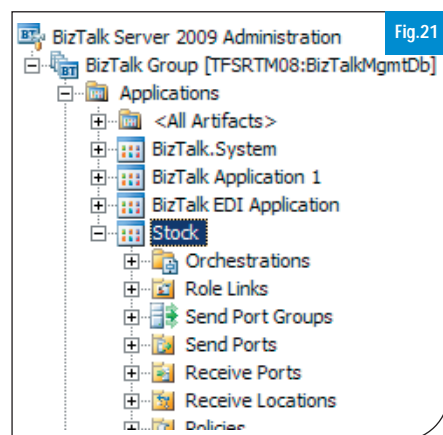 Fig.21
BizTalk Server 2009 Administration
BizTalk Group [TFSRTM08:BizTalkMgmtDb]
Applications
<All Artifacts>
BizTalk.System
BizTalk Application 1
BizTalk EDI Application
Stock
Orchestrations
Role Links
Send Port Groups
Send Ports
Receive Ports
Receive Locations
Policies